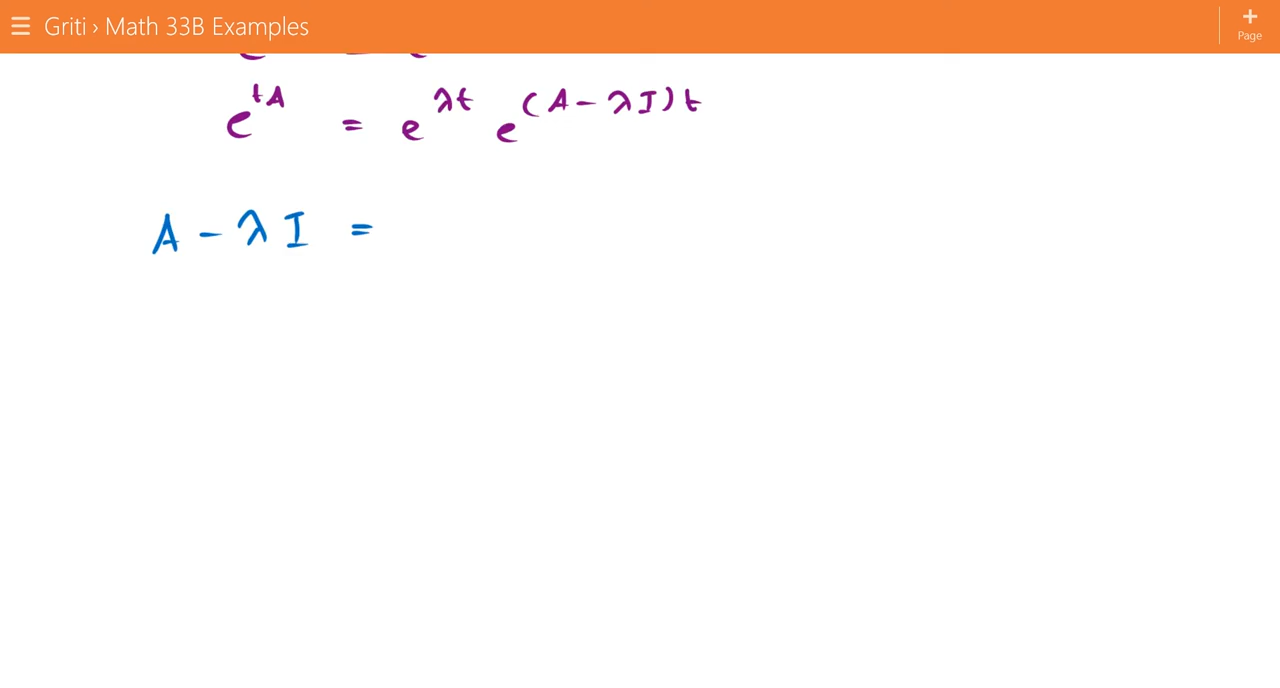 Griti › Math 33B Examples
Page
e^{tA} = e^{λt} e^{(A - λI)t}
A - λI =